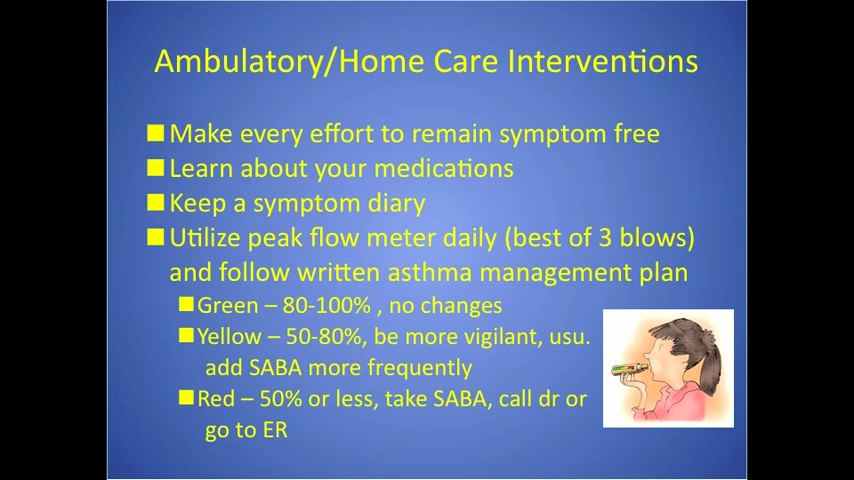 Ambulatory/Home Care Interventions
■ Make every effort to remain symptom free
■ Learn about your medications
■ Keep a symptom diary
■ Utilize peak flow meter daily (best of 3 blows)
and follow written asthma management plan
■ Green – 80-100% , no changes
■ Yellow – 50-80%, be more vigilant, usu.
add SABA more frequently
■ Red – 50% or less, take SABA, call dr or
go to ER